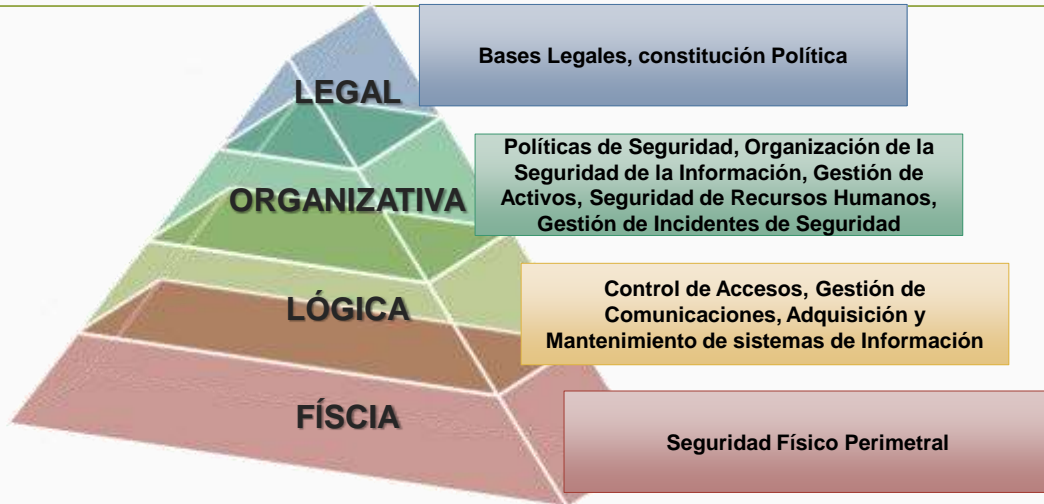 LEGAL
Bases Legales, constitución Política
ORGANIZATIVA
Políticas de Seguridad, Organización de la
Seguridad de la Información, Gestión de
Activos, Seguridad de Recursos Humanos,
Gestión de Incidentes de Seguridad
LÓGICA
Control de Accesos, Gestión de
Comunicaciones, Adquisición y
Mantenimiento de sistemas de Información
FÍSCIA
Seguridad Físico Perimetral